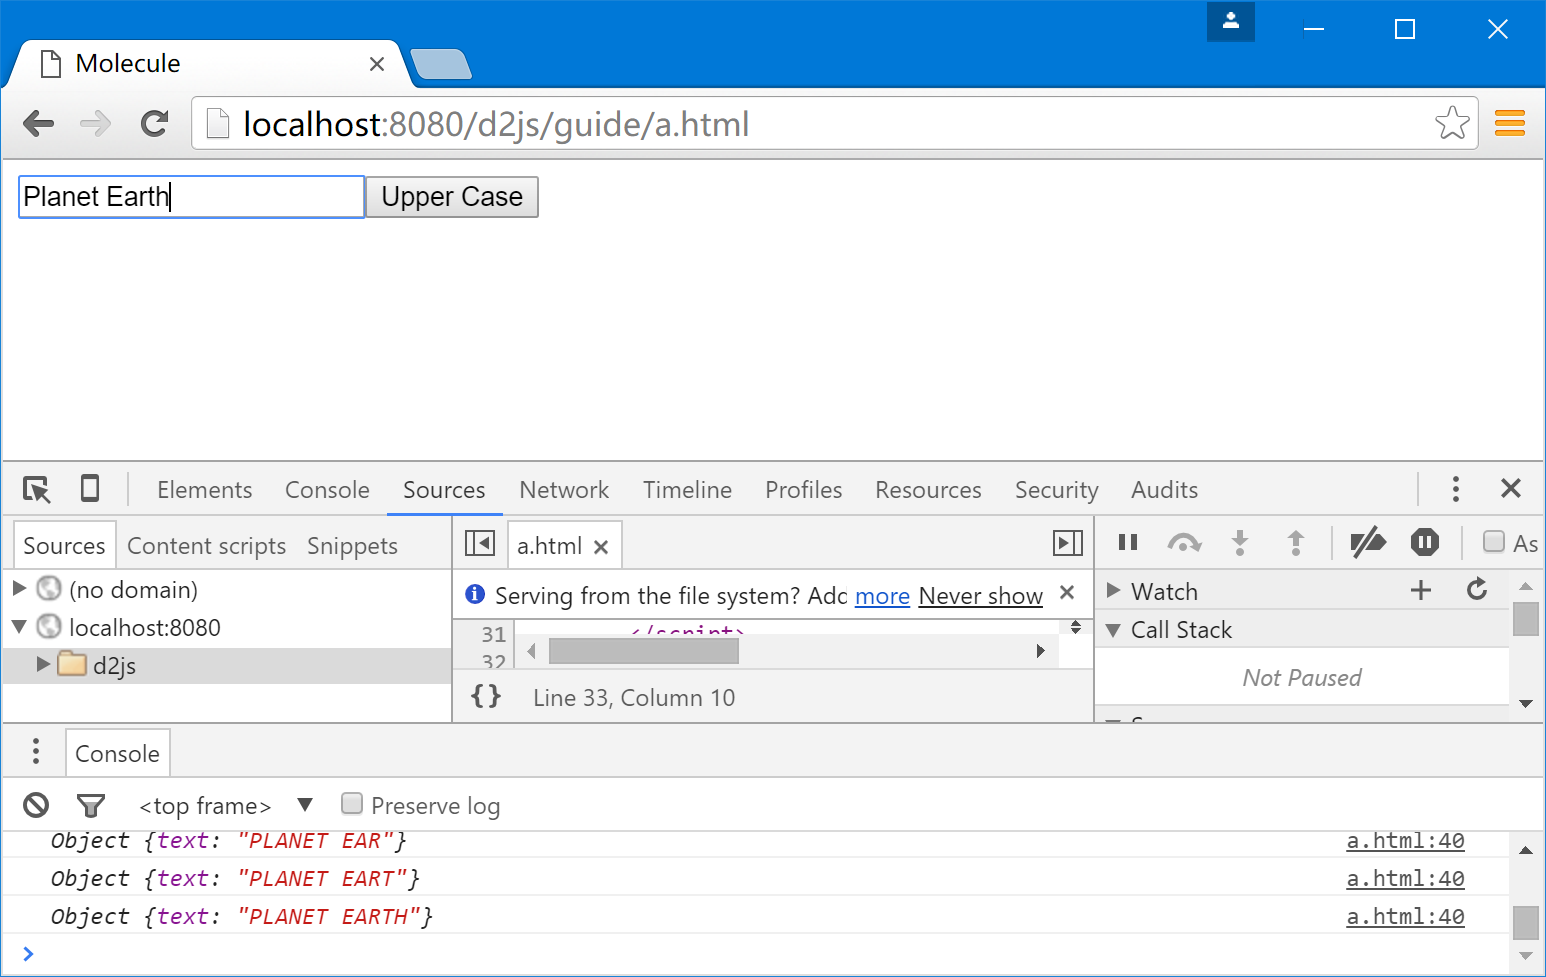 Molecule
localhost:8080/d2js/guide/a.html
Planet Earth Upper Case
Elements Console Sources Network Timeline Profiles Resources Security Audits
Sources Content scripts Snippets
a.html
As
(no domain)
localhost:8080
d2js
Serving from the file system? Add more Never show
31 </script>
32
{} Line 33, Column 10
Watch
Call Stack
Not Paused
Console
<top frame> Preserve log
Object {text: "PLANET EAR"} a.html:40
Object {text: "PLANET EART"} a.html:40
Object {text: "PLANET EARTH"} a.html:40
>